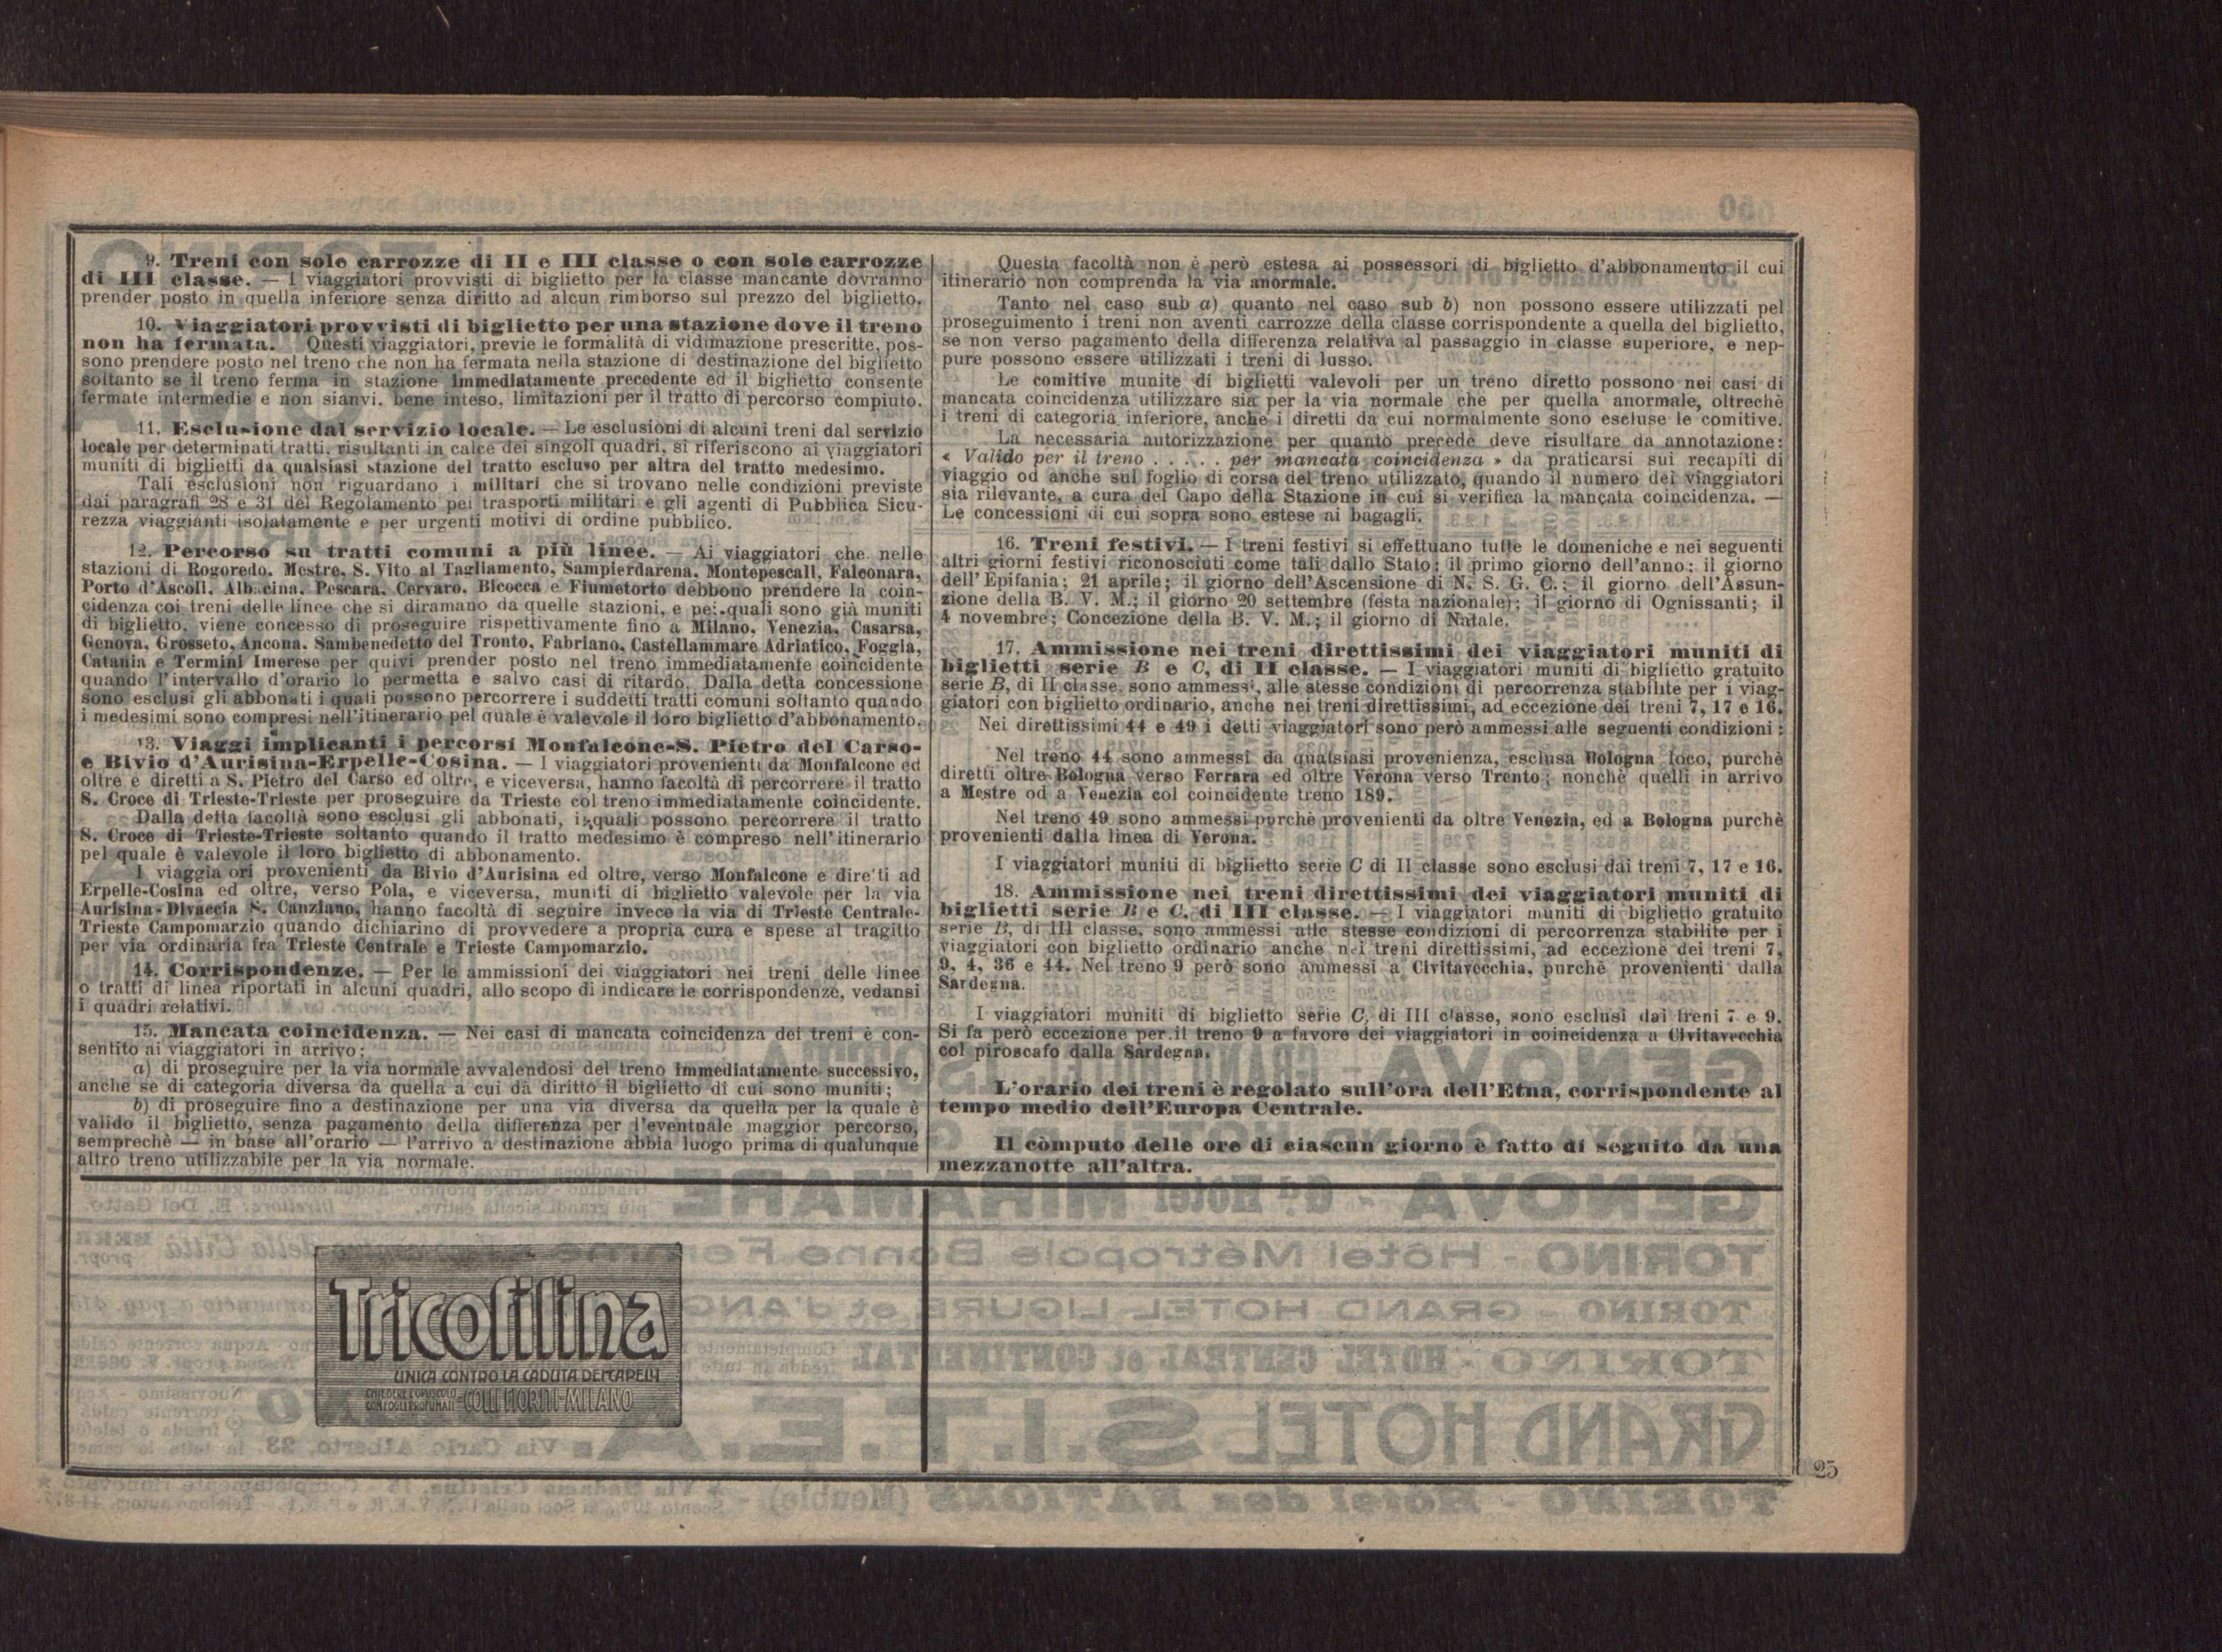 9. Treni con sole carrozze di II e III classe o con sole carrozze
di III classe. — I viaggiatori provvisti di biglietto per la classe mancante dovranno
prender posto in quella inferiore senza diritto ad alcun rimborso sul prezzo del biglietto.
10. Viaggiatori provvisti di biglietto per una stazione dove il treno
non ha fermata. Questi viaggiatori, previe le formalità di vidimazione prescritte, pos-
sono prendere posto nel treno che non ha fermata nella stazione di destinazione del biglietto
soltanto se il treno ferma in stazione immediatamente precedente ed il biglietto consente
fermate intermedie e non sianvi, bene inteso, limitazioni per il tratto di percorso compiuto.
11. Esclusione dal servizio locale. — Le esclusioni di alcuni treni dal servizio
locale per determinati tratti, risultanti in calce dei singoli quadri, si riferiscono ai viaggiatori
muniti di biglietti da qualsiasi stazione del tratto escluso per altra del tratto medesimo.
Tali esclusioni non riguardano i militari che si trovano nelle condizioni previste
dai paragrafi 28 e 31 del Regolamento pei trasporti militari e gli agenti di Pubblica Sicu-
rezza viaggianti isolatamente e per urgenti motivi di ordine pubblico.
12. Percorso su tratti comuni a più linee. — Ai viaggiatori che nelle
stazioni di Rogoredo, Mestre, S. Vito al Tagliamento, Sampierdarena, Montepescali, Falconara,
Porto d'Ascoli, Albacina, Pescara, Cervaro, Bicocca e Fiumetorto debbono prendere la coin-
cidenza coi treni delle linee che si diramano da quelle stazioni, e pei quali sono già muniti
di biglietto, viene concesso di proseguire rispettivamente fino a Milano, Venezia, Casarsa,
Genova, Grosseto, Ancona, Sambenedetto del Tronto, Fabriano, Castellammare Adriatico, Foggia,
Catania e Termini Imerese per quivi prender posto nel treno immediatamente coincidente
quando l'intervallo d'orario lo permetta e salvo casi di ritardo. Dalla detta concessione
sono esclusi gli abbonati i quali possono percorrere i suddetti tratti comuni soltanto quando
i medesimi sono compresi nell'itinerario pel quale è valevole il loro biglietto d'abbonamento.
13. Viaggi implicanti i percorsi Monfalcone-S. Pietro del Carso-
e Bivio d'Aurisina-Erpelle-Cosina. — I viaggiatori provenienti da Monfalcone ed
oltre e diretti a S. Pietro del Carso ed oltre, e viceversa, hanno facoltà di percorrere il tratto
S. Croce di Trieste-Trieste per proseguire da Trieste col treno immediatamente coincidente.
Dalla detta facoltà sono esclusi gli abbonati, i quali possono percorrere il tratto
S. Croce di Trieste-Trieste soltanto quando il tratto medesimo è compreso nell'itinerario
pel quale è valevole il loro biglietto di abbonamento.
I viaggia ori provenienti da Bivio d'Aurisina ed oltre, verso Monfalcone e diretti ad
Erpelle-Cosina ed oltre, verso Pola, e viceversa, muniti di biglietto valevole per la via
Aurisina-Divaccia S. Canziano, hanno facoltà di seguire invece la via di Trieste Centrale-
Trieste Campomarzio quando dichiarino di provvedere a propria cura e spese al tragitto
per via ordinaria fra Trieste Centrale e Trieste Campomarzio.
14. Corrispondenze. — Per le ammissioni dei viaggiatori nei treni delle linee
o tratti di linea riportati in alcuni quadri, allo scopo di indicare le corrispondenze, vedansi
i quadri relativi.
15. Mancata coincidenza. — Nei casi di mancata coincidenza dei treni è con-
sentito ai viaggiatori in arrivo:
a) di proseguire per la via normale avvalendosi del treno immediatamente successivo,
anche se di categoria diversa da quella a cui dà diritto il biglietto di cui sono muniti;
b) di proseguire fino a destinazione per una via diversa da quella per la quale è
valido il biglietto, senza pagamento della differenza per l'eventuale maggior percorso,
sempreché — in base all'orario — l'arrivo a destinazione abbia luogo prima di qualunque
altro treno utilizzabile per la via normale.
Questa facoltà non è però estesa ai possessori di biglietto d'abbonamento il cui
itinerario non comprenda la via anormale.
Tanto nel caso sub a) quanto nel caso sub b) non possono essere utilizzati pel
proseguimento i treni non aventi carrozze della classe corrispondente a quella del biglietto,
se non verso pagamento della differenza relativa al passaggio in classe superiore, e nep-
pure possono essere utilizzati i treni di lusso.
Le comitive munite di biglietti valevoli per un treno diretto possono nei casi di
mancata coincidenza utilizzare sia per la via normale che per quella anormale, oltreché
i treni di categoria inferiore, anche i diretti da cui normalmente sono escluse le comitive.
La necessaria autorizzazione per quanto precede deve risultare da annotazione:
« Valido per il treno . . . . . per mancata coincidenza » da praticarsi sui recapiti di
viaggio od anche sul foglio di corsa del treno utilizzato, quando il numero dei viaggiatori
sia rilevante, a cura del Capo della Stazione in cui si verifica la mancata coincidenza. —
Le concessioni di cui sopra sono estese ai bagagli.
16. Treni festivi. — I treni festivi si effettuano tutte le domeniche e nei seguenti
altri giorni festivi riconosciuti come tali dallo Stato: il primo giorno dell'anno; il giorno
dell'Epifania; 21 aprile; il giorno dell'Ascensione di N. S. G. C.; il giorno dell'Assun-
zione della B. V. M.; il giorno 20 settembre (festa nazionale); il giorno di Ognissanti; il
4 novembre; Concezione della B. V. M.; il giorno di Natale.
17. Ammissione nei treni direttissimi dei viaggiatori muniti di
biglietti serie B e C, di II classe. — I viaggiatori muniti di biglietto gratuito
serie B, di II classe, sono ammessi, alle stesse condizioni di percorrenza stabilite per i viag-
giatori con biglietto ordinario, anche nei treni direttissimi, ad eccezione dei treni 7, 17 e 16.
Nei direttissimi 44 e 49 i detti viaggiatori sono però ammessi alle seguenti condizioni:
Nel treno 44 sono ammessi da qualsiasi provenienza, esclusa Bologna loco, purchè
diretti oltre Bologna verso Ferrara ed oltre Verona verso Trento; nonchè quelli in arrivo
a Mestre od a Venezia col coincidente treno 189.
Nel treno 49 sono ammessi purchè provenienti da oltre Venezia, ed a Bologna purchè
provenienti dalla linea di Verona.
I viaggiatori muniti di biglietto serie C di II classe sono esclusi dai treni 7, 17 e 16.
18. Ammissione nei treni direttissimi dei viaggiatori muniti di
biglietti serie B e C, di III classe. — I viaggiatori muniti di biglietto gratuito
serie B, di III classe, sono ammessi alle stesse condizioni di percorrenza stabilite per i
viaggiatori con biglietto ordinario anche nei treni direttissimi, ad eccezione dei treni 7,
9, 4, 36 e 44. Nel treno 9 però sono ammessi a Civitavecchia, purchè provenienti dalla
Sardegna.
I viaggiatori muniti di biglietto serie C, di III classe, sono esclusi dai treni 7 e 9.
Si fa però eccezione per il treno 9 a favore dei viaggiatori in coincidenza a Civitavecchia
col piroscafo dalla Sardegna.
L'orario dei treni è regolato sull'ora dell'Etna, corrispondente al
tempo medio dell'Europa Centrale.
Il còmputo delle ore di ciascun giorno è fatto di seguito da una
mezzanotte all'altra.
Tricofilina
UNICA CONTRO LA CADUTA DEI CAPELLI
CHIEDERE L'OPUSCOLO
CON FOGLI PROFUMATI
COLLI FIORITI-MILANO
25